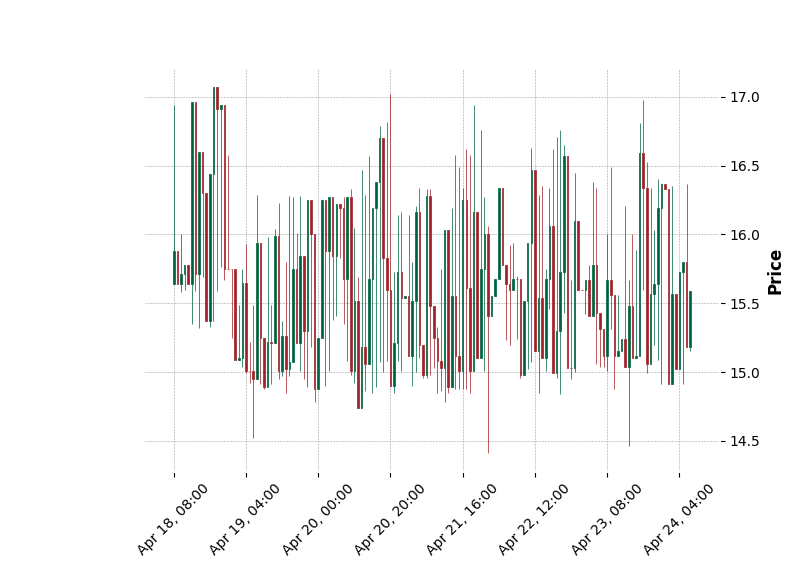 17.0
16.5
16.0
15.5
15.0
14.5
Price
Apr 18, 08:00
Apr 19, 04:00
Apr 20, 00:00
Apr 20, 20:00
Apr 21, 16:00
Apr 22, 12:00
Apr 23, 08:00
Apr 24, 04:00